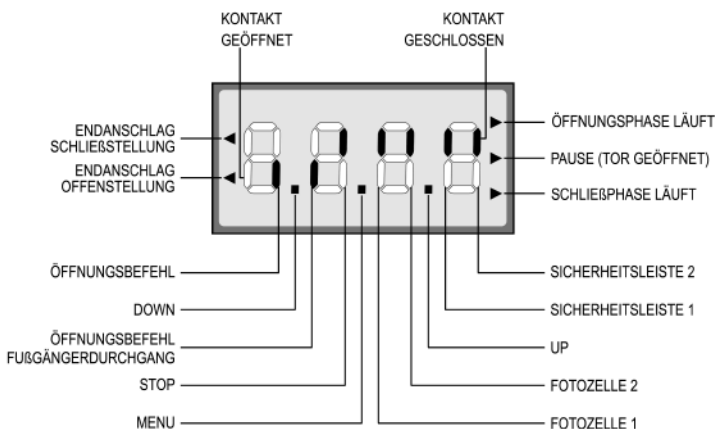 KONTAKT
GEÖFFNET
KONTAKT
GESCHLOSSEN
ENDANSCHLAG
SCHLIEßSTELLUNG
ENDANSCHLAG
OFFENSTELLUNG
ÖFFNUNGSPHASE LÄUFT
PAUSE (TOR GEÖFFNET)
SCHLIEßPHASE LÄUFT
ÖFFNUNGSBEFEHL
DOWN
ÖFFNUNGSBEFEHL
FUßGÄNGERDURCHGANG
STOP
MENU
SICHERHEITSLEISTE 2
SICHERHEITSLEISTE 1
UP
FOTOZELLE 2
FOTOZELLE 1